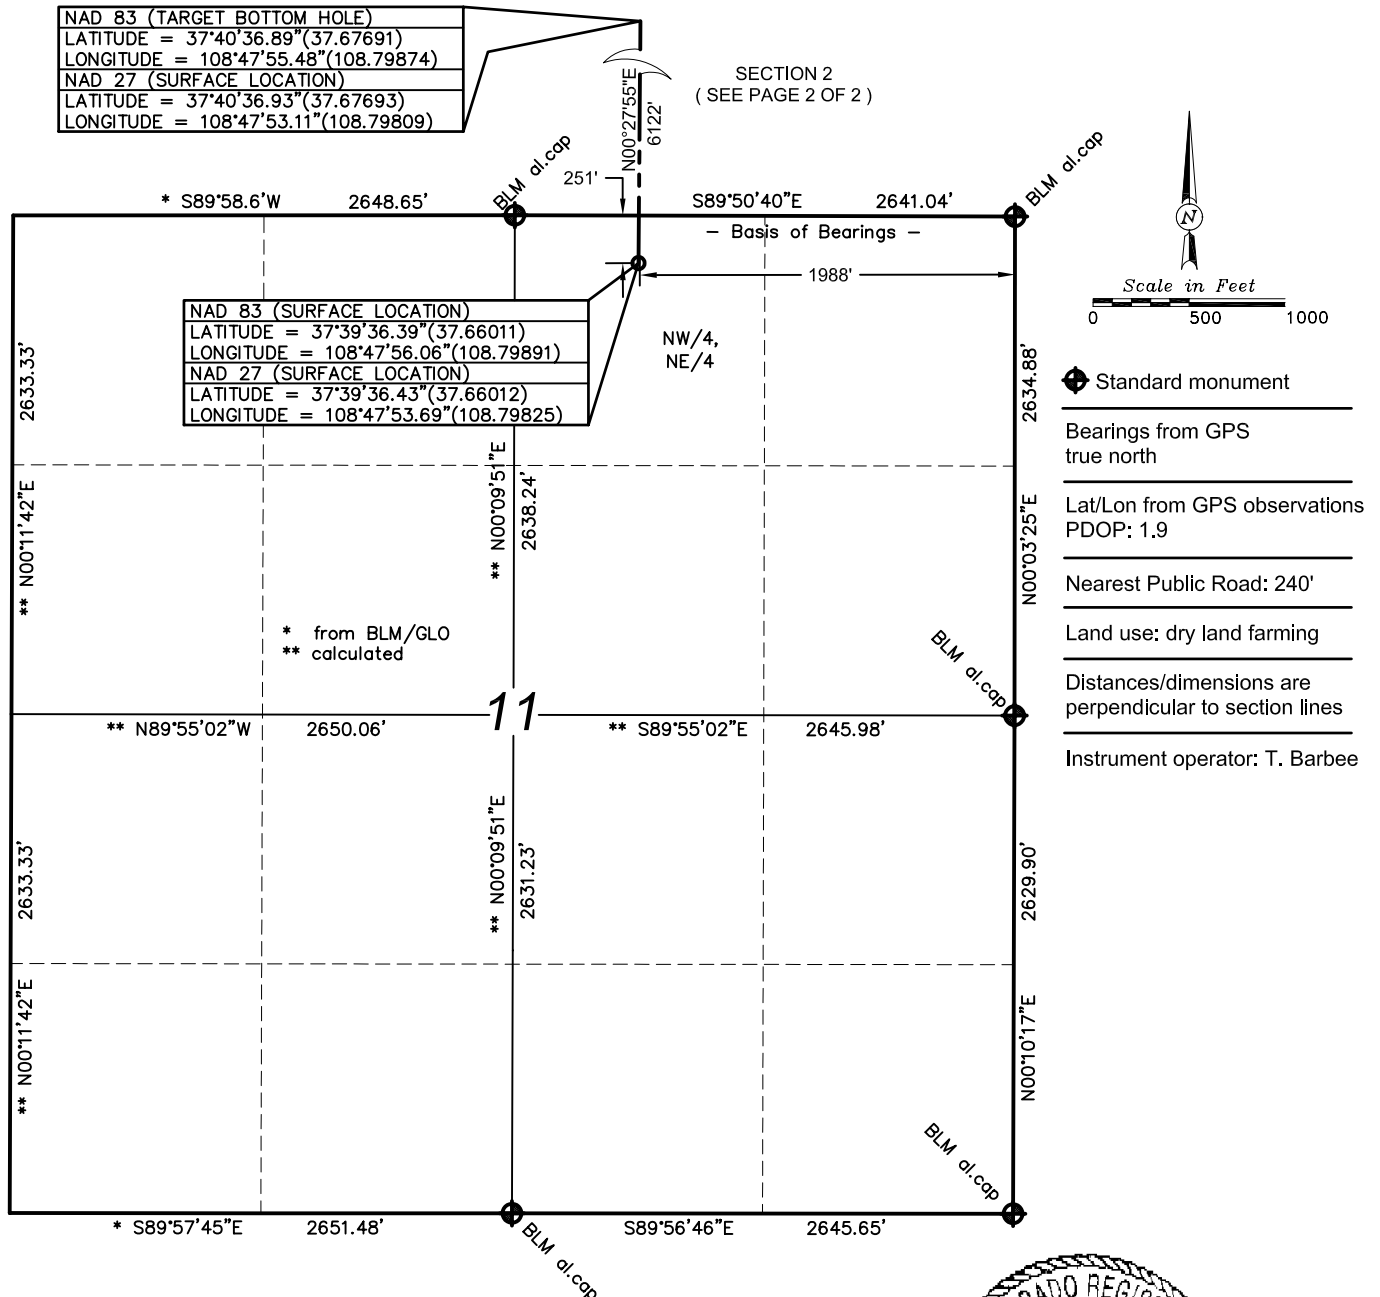 NAD 83 (TARGET BOTTOM HOLE)
LATITUDE = 37°40'36.89"(37.67691)
LONGITUDE = 108°47'55.48"(108.79874)
NAD 27 (SURFACE LOCATION)
LATITUDE = 37°40'36.93"(37.67693)
LONGITUDE = 108°47'53.11"(108.79809)
N00°27'55"E
6122'
SECTION 2
( SEE PAGE 2 OF 2 )
BLM al.cap
251'
BLM al.cap
* S89°58.6'W 2648.65'
S89°50'40"E 2641.04'
– Basis of Bearings –
1988'
N
Scale in Feet
0 500 1000
NAD 83 (SURFACE LOCATION)
LATITUDE = 37°39'36.39"(37.66011)
LONGITUDE = 108°47'56.06"(108.79891)
NAD 27 (SURFACE LOCATION)
LATITUDE = 37°39'36.43"(37.66012)
LONGITUDE = 108°47'53.69"(108.79825)
NW/4,
NE/4
2633.33'
** N00°11'42"E
** N00°09'51"E
2638.24'
2634.88'
N00°03'25"E
Standard monument
Bearings from GPS
true north
Lat/Lon from GPS observations
PDOP: 1.9
Nearest Public Road: 240'
Land use: dry land farming
Distances/dimensions are
perpendicular to section lines
Instrument operator: T. Barbee
* from BLM/GLO
** calculated
BLM al.cap
11
** N89°55'02"W 2650.06'
** S89°55'02"E 2645.98'
2633.33'
** N00°11'42"E
** N00°09'51"E
2631.23'
2629.90'
N00°10'17"E
BLM al.cap
* S89°57'45"E 2651.48'
S89°56'46"E 2645.65'
BLM al.cap